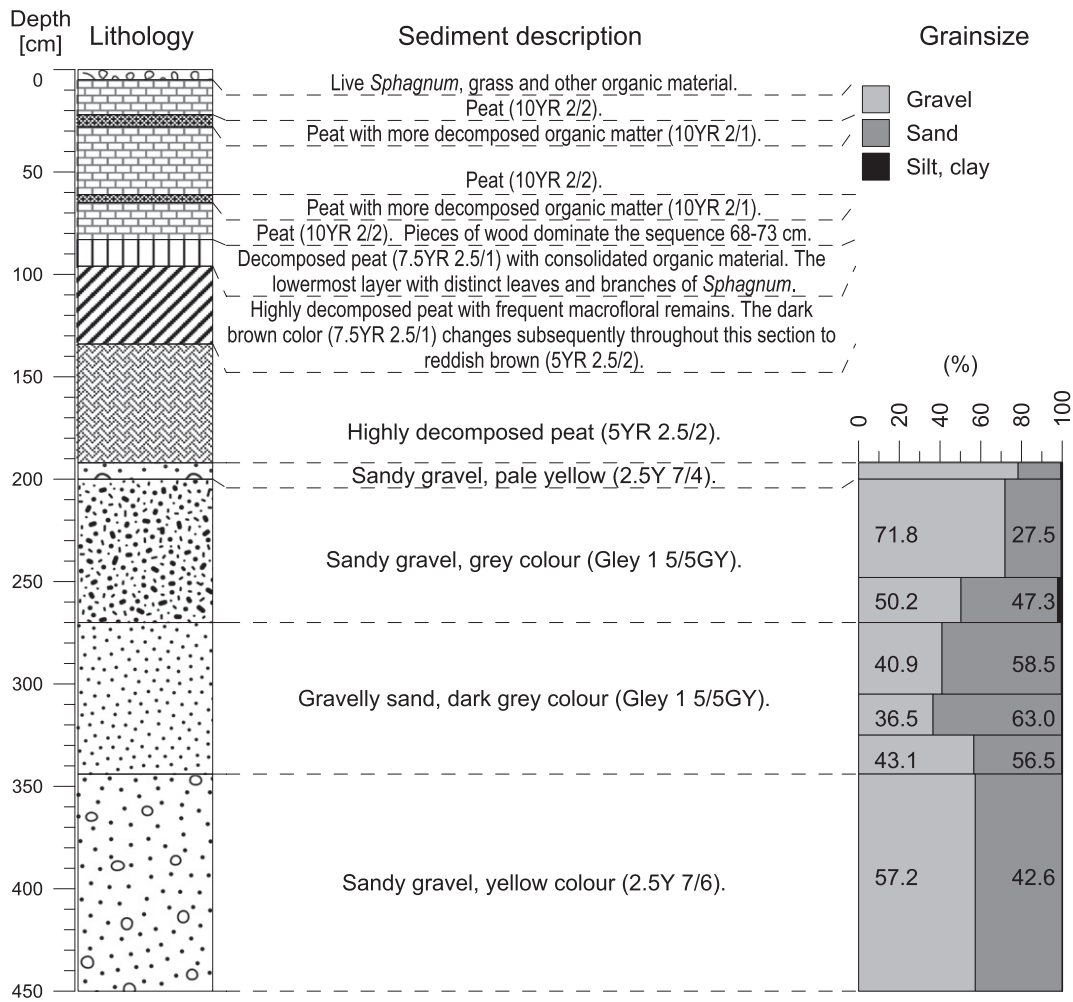 Depth
[cm]
Lithology
Sediment description
Grainsize
0
50
100
150
200
250
300
350
400
450
Live Sphagnum, grass and other organic material.
Peat (10YR 2/2).
Peat with more decomposed organic matter (10YR 2/1).
Peat (10YR 2/2).
Peat with more decomposed organic matter (10YR 2/1).
Peat (10YR 2/2). Pieces of wood dominate the sequence 68-73 cm.
Decomposed peat (7.5YR 2.5/1) with consolidated organic material. The
lowermost layer with distinct leaves and branches of Sphagnum.
Highly decomposed peat with frequent macrofloral remains. The dark
brown color (7.5YR 2.5/1) changes subsequently throughout this section to
reddish brown (5YR 2.5/2).
Highly decomposed peat (5YR 2.5/2).
Sandy gravel, pale yellow (2.5Y 7/4).
Sandy gravel, grey colour (Gley 1 5/5GY).
Gravelly sand, dark grey colour (Gley 1 5/5GY).
Sandy gravel, yellow colour (2.5Y 7/6).
Gravel
Sand
Silt, clay
(%)
0 20 40 60 80 100
71.8 27.5
50.2 47.3
40.9 58.5
36.5 63.0
43.1 56.5
57.2 42.6